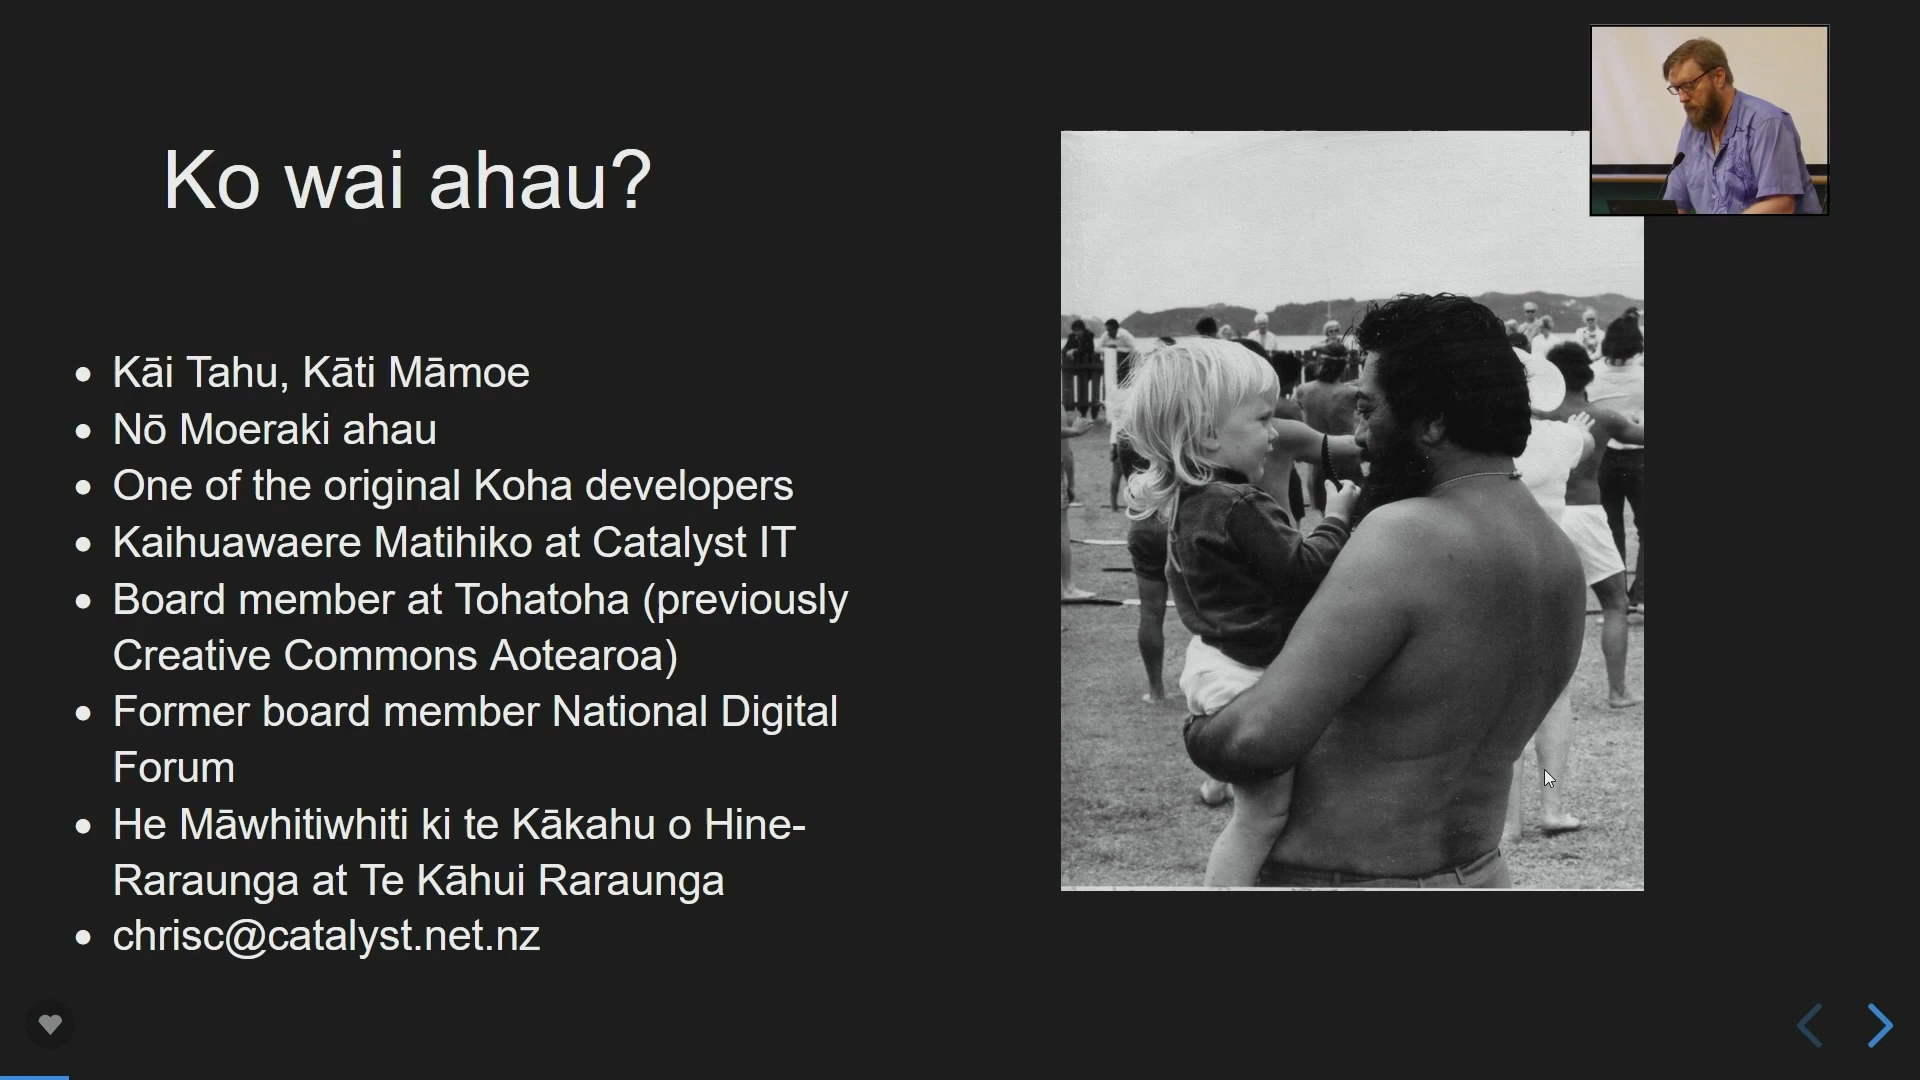 Ko wai ahau?
Kāi Tahu, Kāti Māmoe
Nō Moeraki ahau
One of the original Koha developers
Kaihuawaere Matihiko at Catalyst IT
Board member at Tohatoha (previously
Creative Commons Aotearoa)
Former board member National Digital
Forum
He Māwhitiwhiti ki te Kākahu o Hine-
Raraunga at Te Kāhui Raraunga
chrisc@catalyst.net.nz